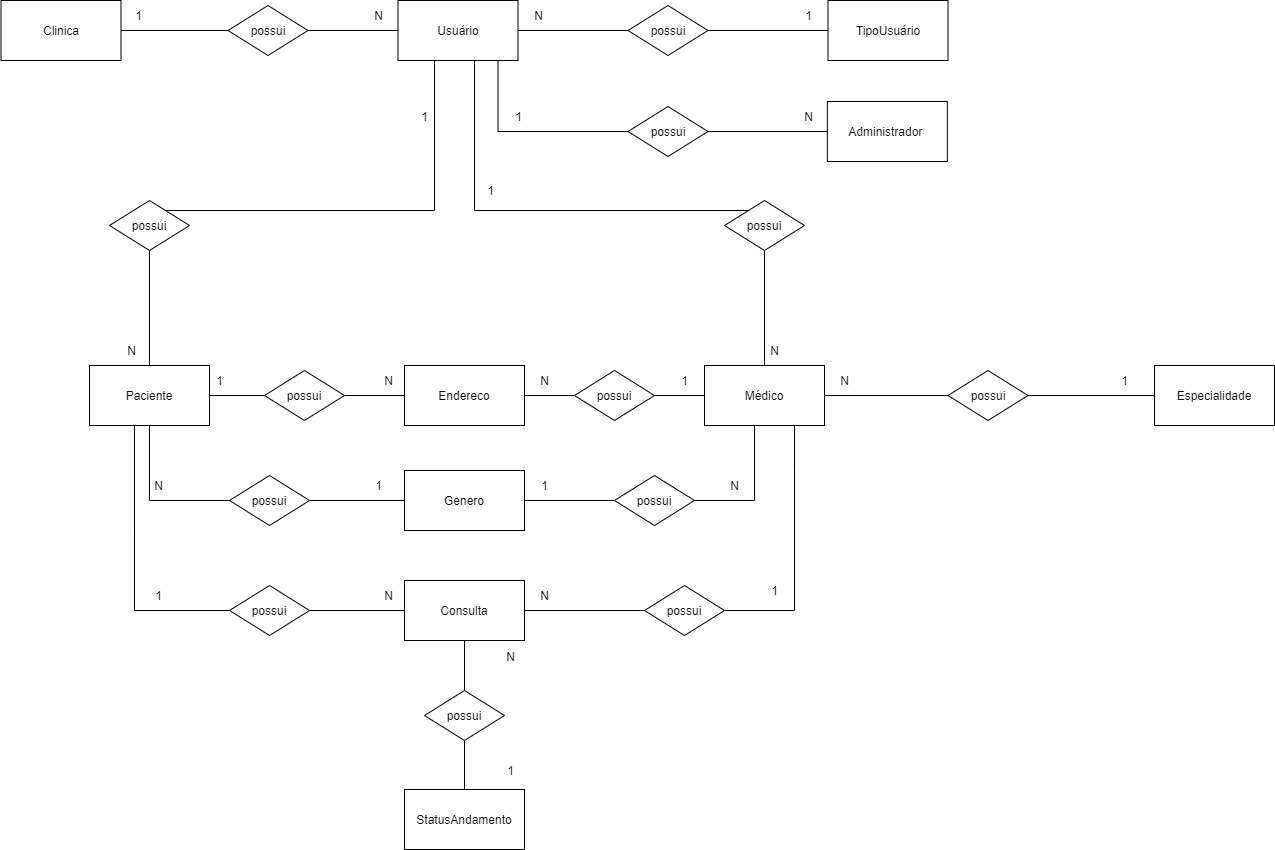 1
N
N
1
Clinica
possui
Usuário
possui
TipoUsuário
1
1
N
possui
Administrador
1
possui
possui
N
N
1
N
N
1
N
1
Paciente
possui
Endereco
possui
Médico
possui
Especialidade
N
1
1
N
possui
Genero
possui
1
N
N
1
possui
Consulta
possui
N
possui
1
StatusAndamento